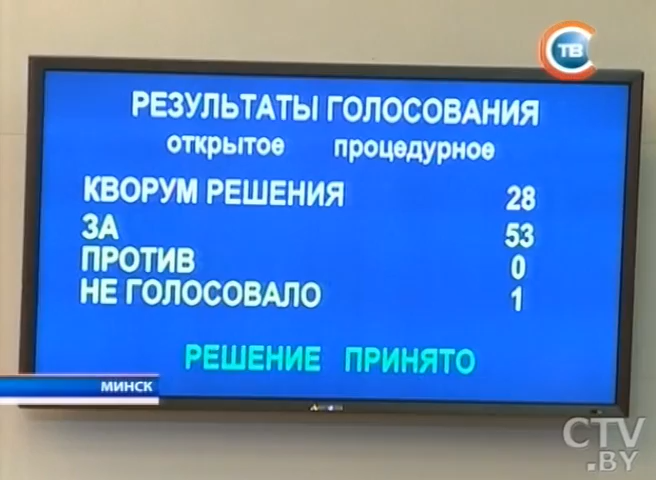 СТВ
РЕЗУЛЬТАТЫ ГОЛОСОВАНИЯ
открытое процедурное
КВОРУМ РЕШЕНИЯ 28
ЗА 53
ПРОТИВ 0
НЕ ГОЛОСОВАЛО 1
РЕШЕНИЕ ПРИНЯТО
МИНСК
CTV
.BY